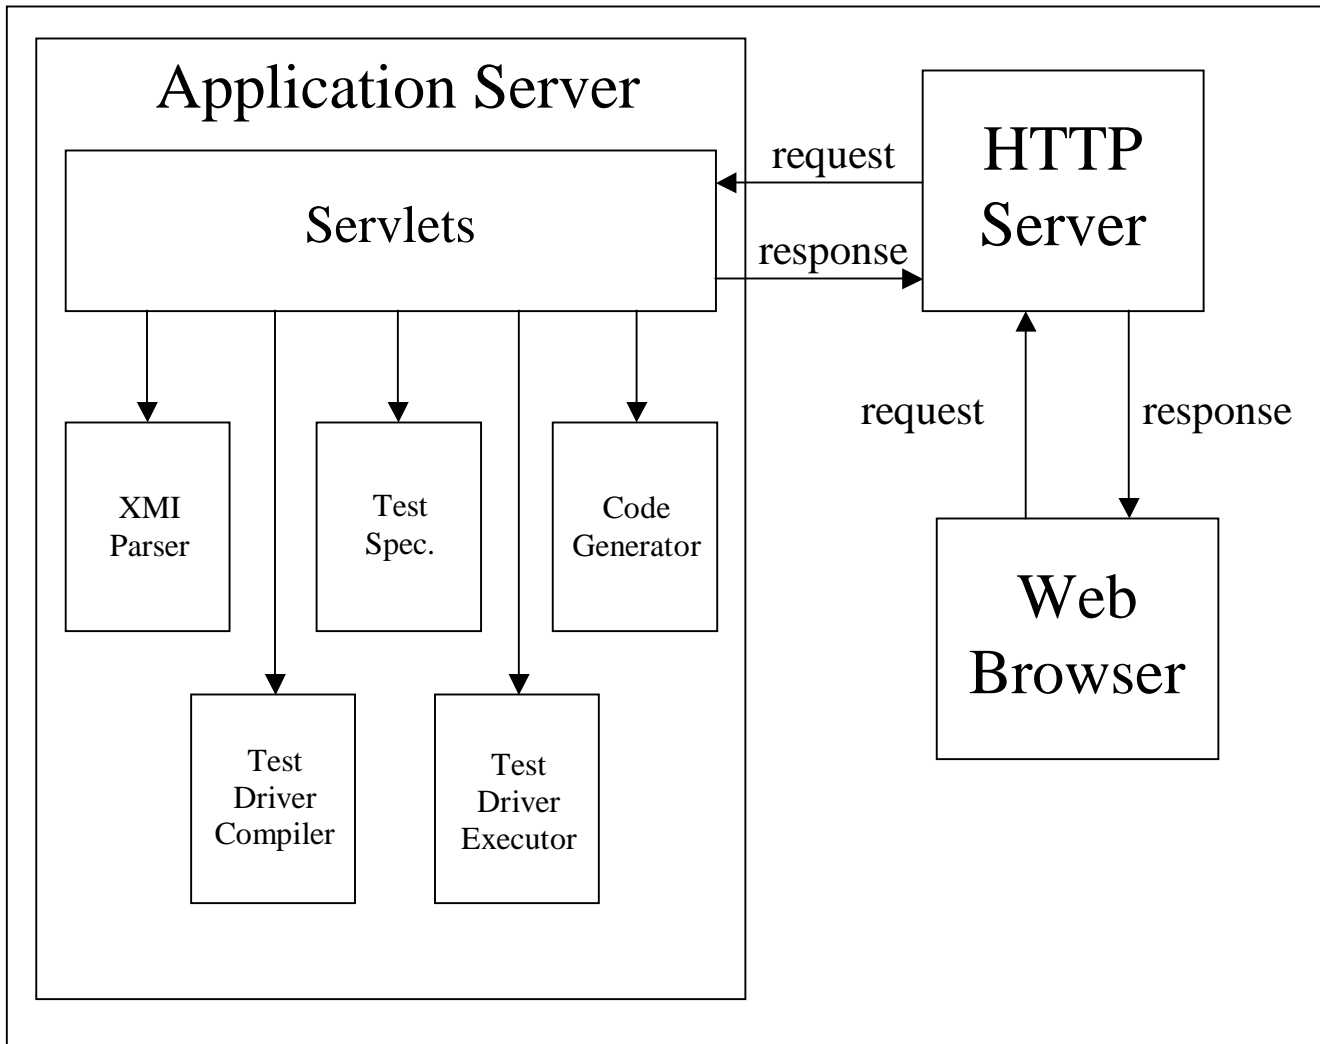 Application Server
Servlets
request
response
HTTP
Server
request
response
XMI
Parser
Test
Spec.
Code
Generator
Web
Browser
Test
Driver
Compiler
Test
Driver
Executor